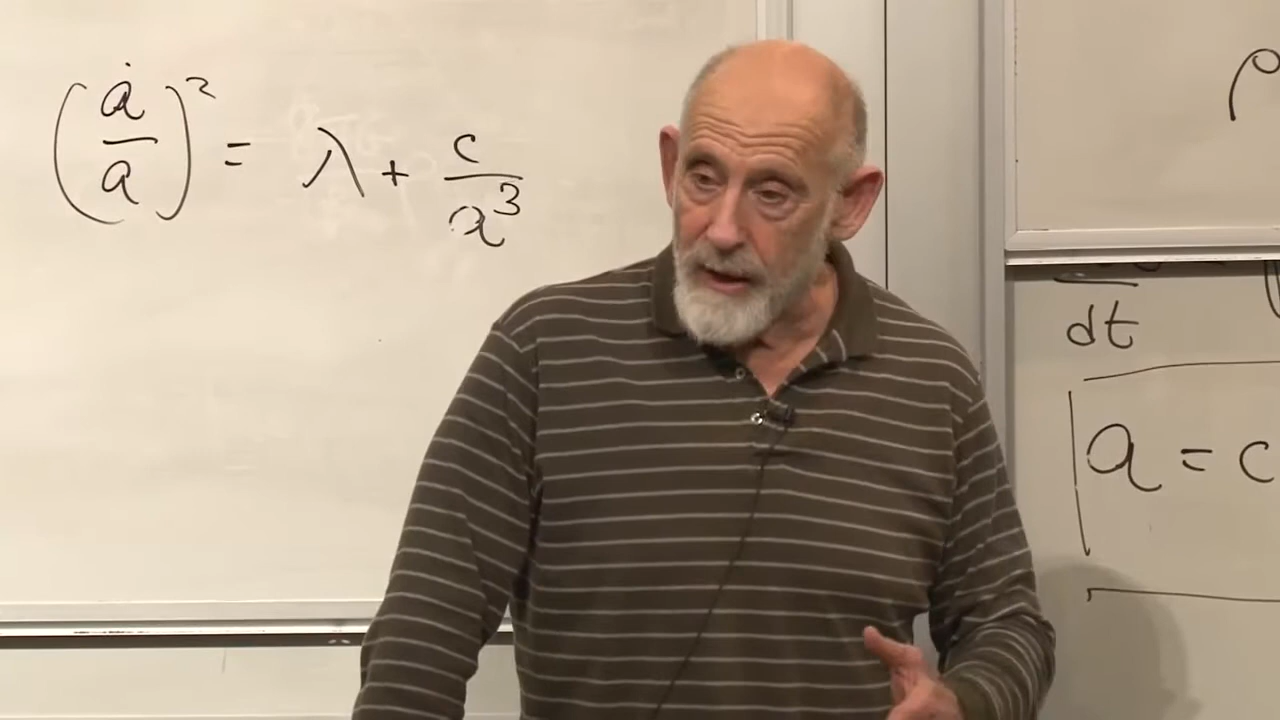 (ȧ/a)² = λ + c/a³
ρ
dt
a = c